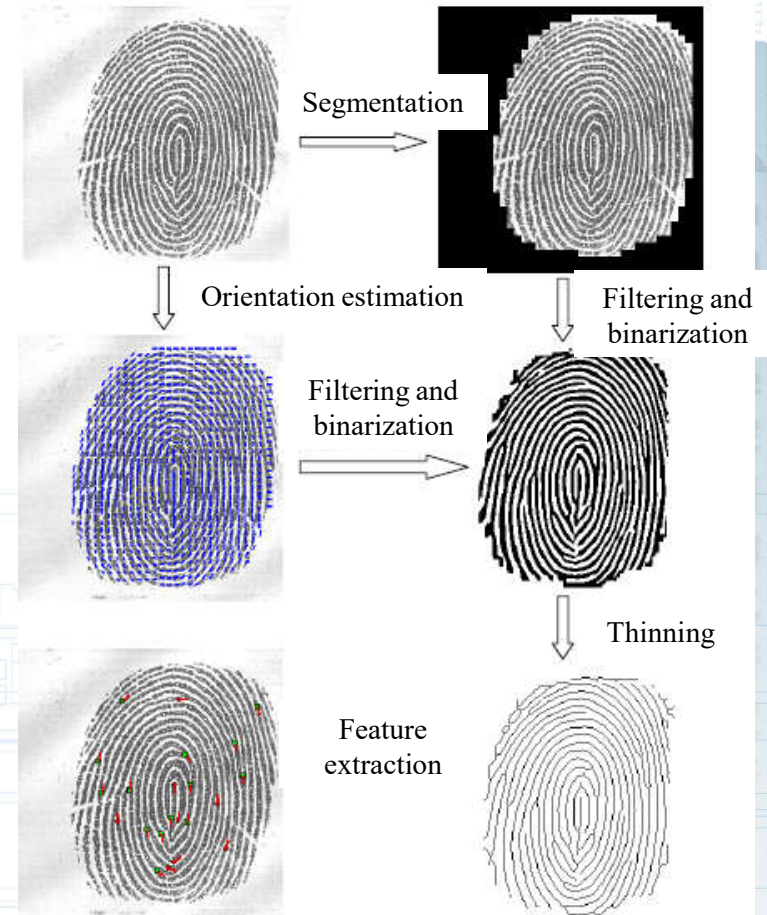 Segmentation
Orientation estimation
Filtering and
binarization
Filtering and
binarization
Thinning
Feature
extraction